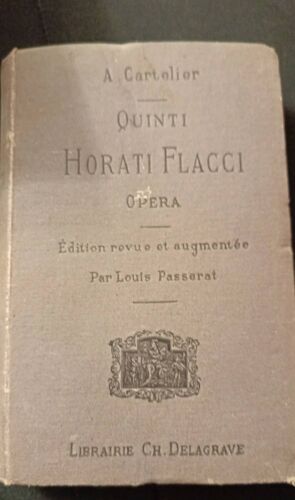 A. Cartelier
QUINTI
HORATI FLACCI
OPERA
Édition revue et augmentée
Par Louis Passerat
LIBRAIRIE CH. DELAGRAVE